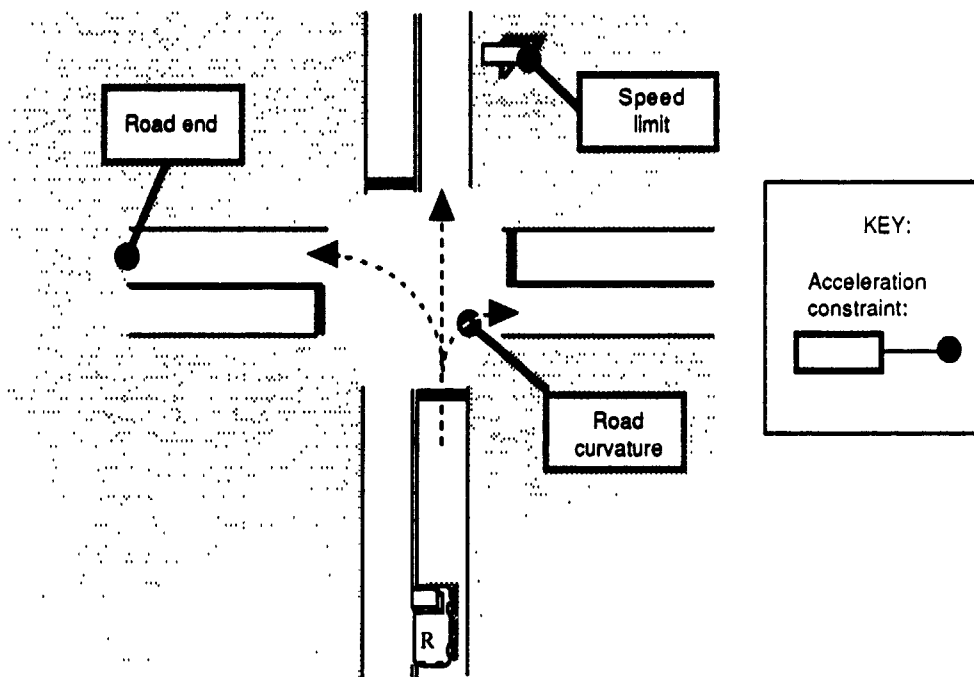 Road end
Speed
limit
KEY:
Acceleration
constraint:
Road
curvature
R